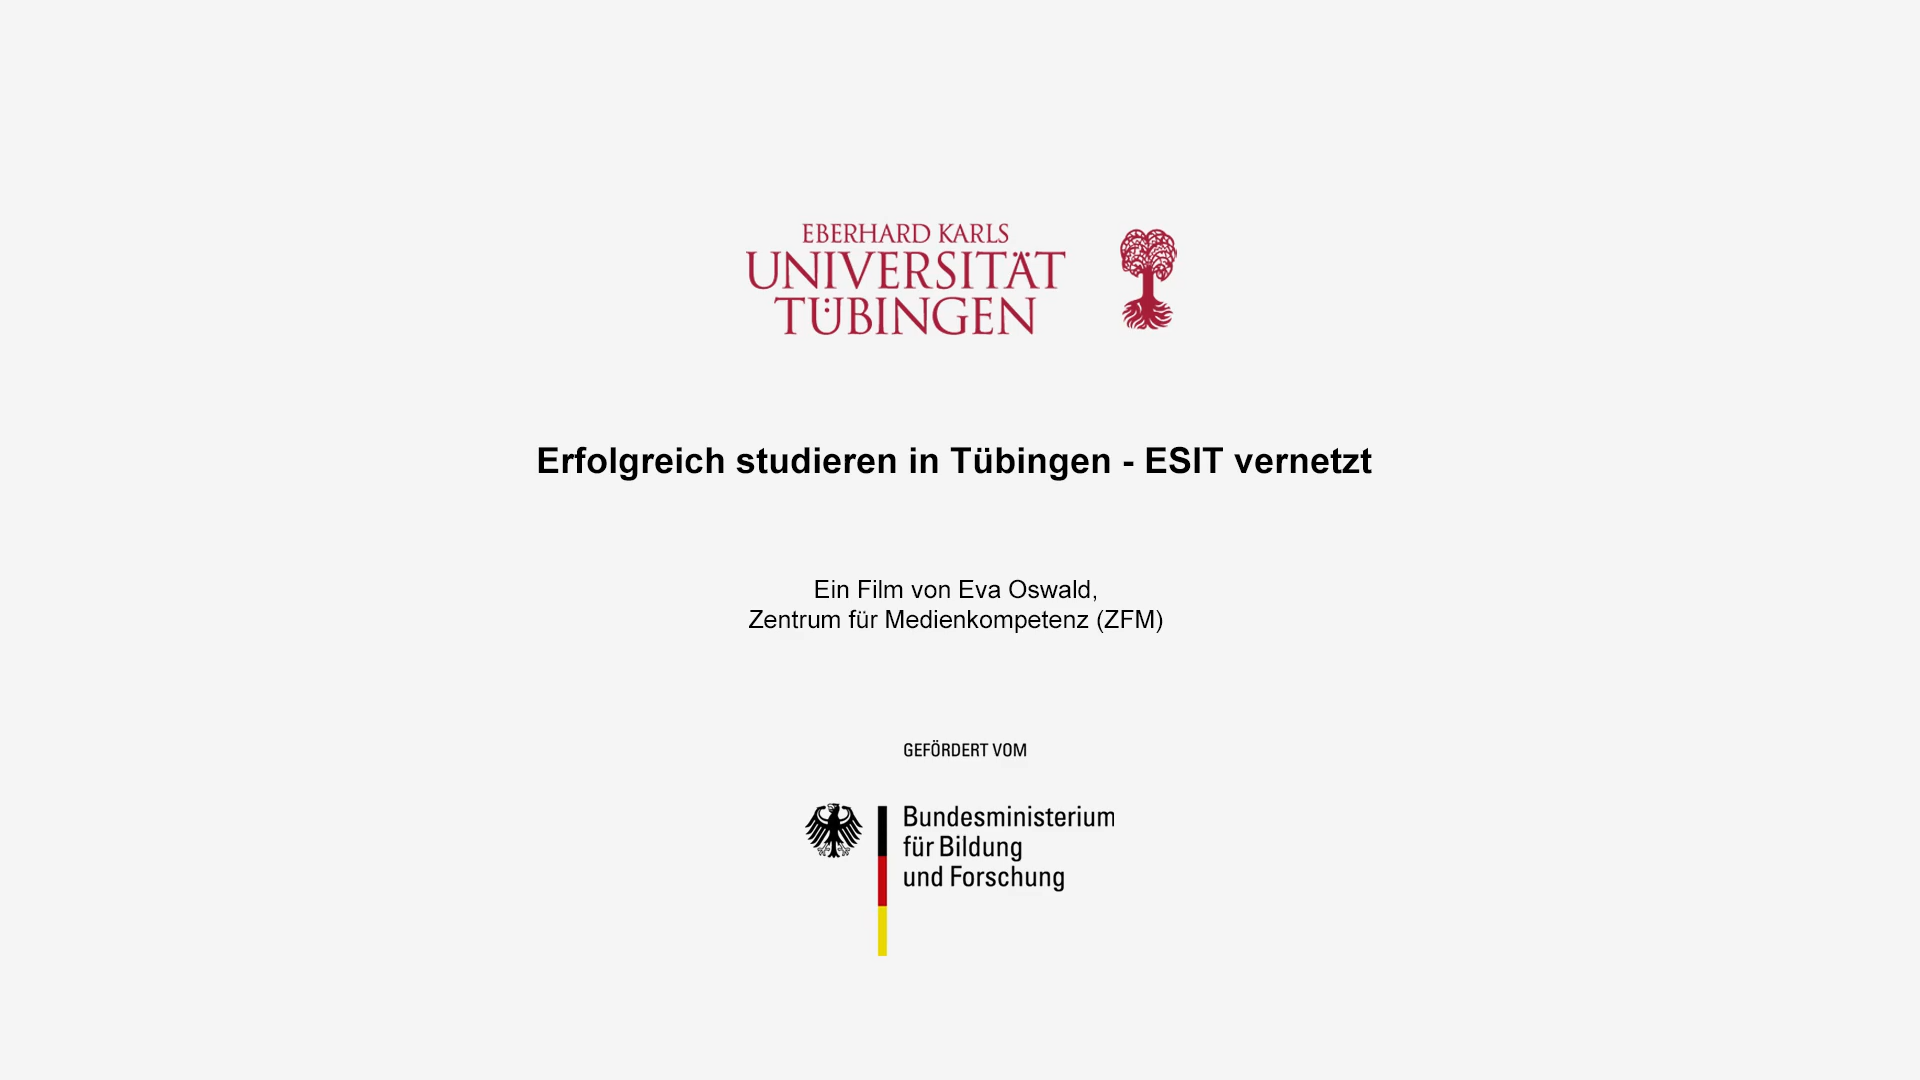 EBERHARD KARLS
UNIVERSITÄT
TÜBINGEN
Erfolgreich studieren in Tübingen - ESIT vernetzt
Ein Film von Eva Oswald,
Zentrum für Medienkompetenz (ZFM)
GEFÖRDERT VOM
Bundesministerium
für Bildung
und Forschung